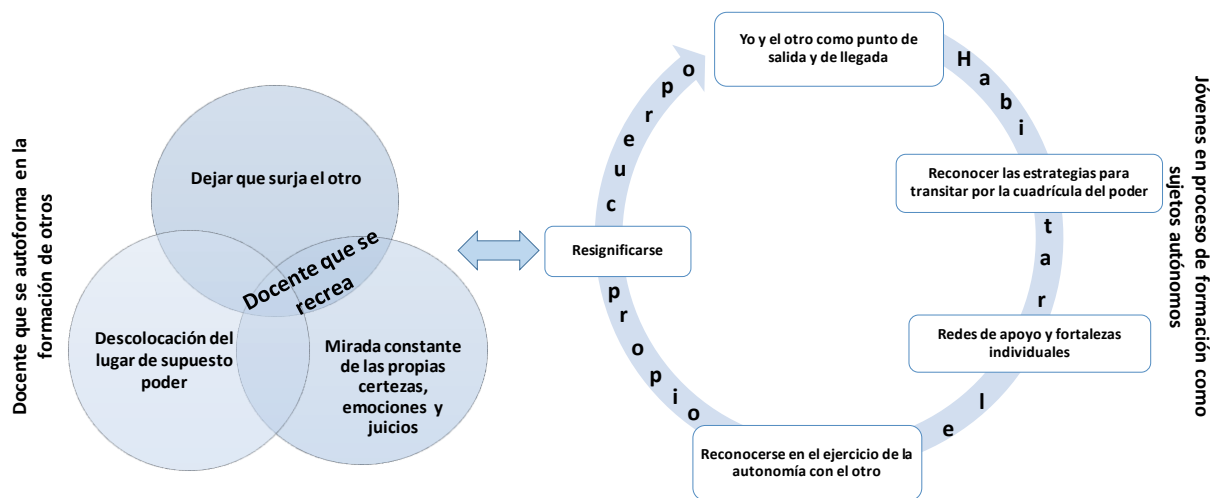 Docente que se autoforma en la
formación de otros
Dejar que surja el otro
Docente que se
recrea
Descolocación del
lugar de supuesto
poder
Mirada constante
de las propias
certezas,
emociones y
juicios
Yo y el otro como punto de
salida y de llegada
Reconocer las estrategias para
transitar por la cuadrícula del poder
Redes de apoyo y fortalezas
individuales
Reconocerse en el ejercicio de la
autonomía con el otro
Resignificarse
Habitar el propio cuerpo
Jóvenes en proceso de formación como
sujetos autónomos